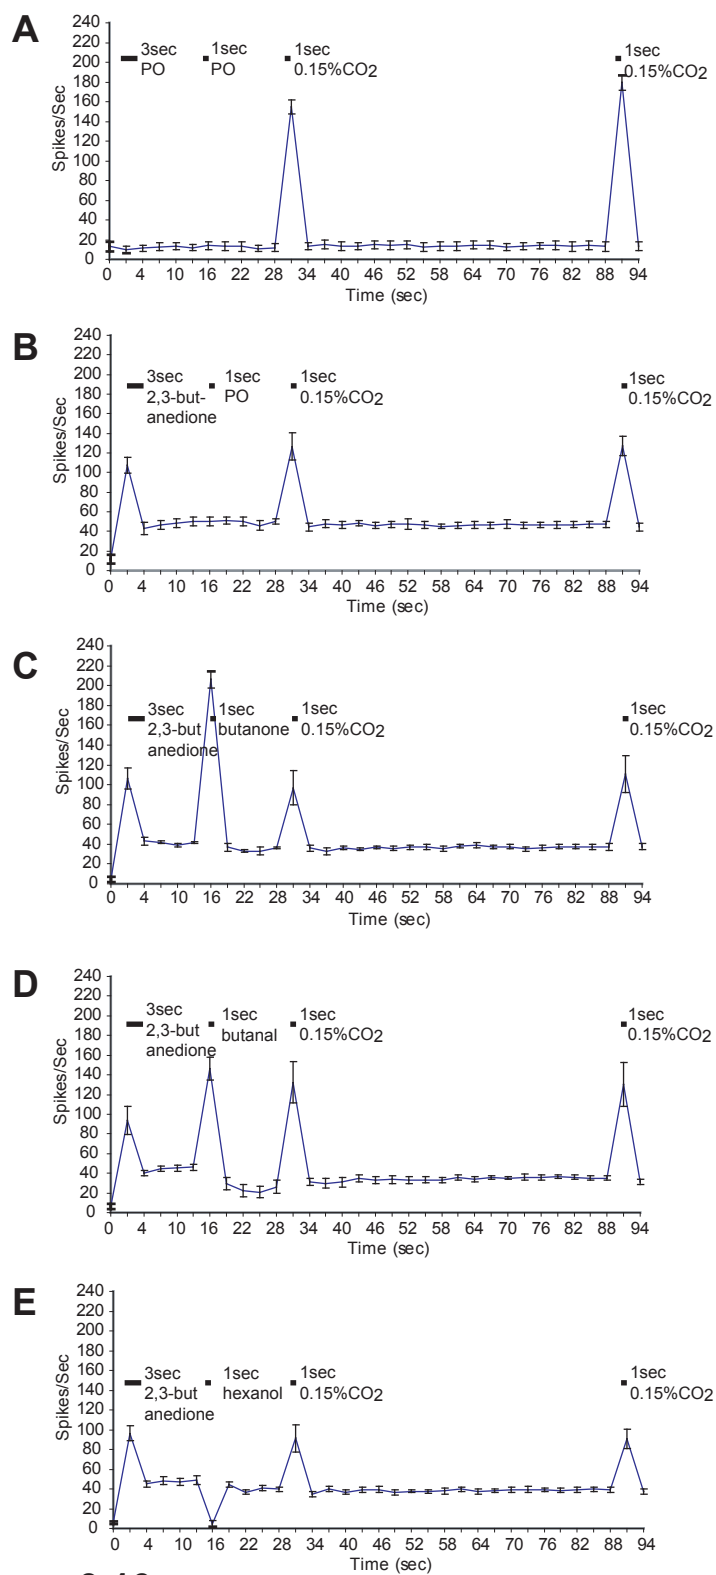 A
240
220
200
180
160
140
120
100
80
60
40
20
0
Spikes/Sec
3sec
PO
1sec
PO
1sec
0.15%CO2
1sec
0.15%CO2
0 4 10 16 22 28 34 40 46 52 58 64 70 76 82 88 94
Time (sec)
B
240
220
200
180
160
140
120
100
80
60
40
20
0
Spikes/Sec
3sec
2,3-but-
anedione
1sec
PO
1sec
0.15%CO2
1sec
0.15%CO2
0 4 10 16 22 28 34 40 46 52 58 64 70 76 82 88 94
Time (sec)
C
240
220
200
180
160
140
120
100
80
60
40
20
0
Spikes/Sec
3sec
2,3-but
anedione
1sec
butanone
1sec
0.15%CO2
1sec
0.15%CO2
0 4 10 16 22 28 34 40 46 52 58 64 70 76 82 88 94
Time (sec)
D
240
220
200
180
160
140
120
100
80
60
40
20
0
Spikes/Sec
3sec
2,3-but
anedione
1sec
butanal
1sec
0.15%CO2
1sec
0.15%CO2
0 4 10 16 22 28 34 40 46 52 58 64 70 76 82 88 94
Time (sec)
E
240
220
200
180
160
140
120
100
80
60
40
20
0
Spikes/Sec
3sec
2,3-but
anedione
1sec
hexanol
1sec
0.15%CO2
1sec
0.15%CO2
0 4 10 16 22 28 34 40 46 52 58 64 70 76 82 88 94
Time (sec)